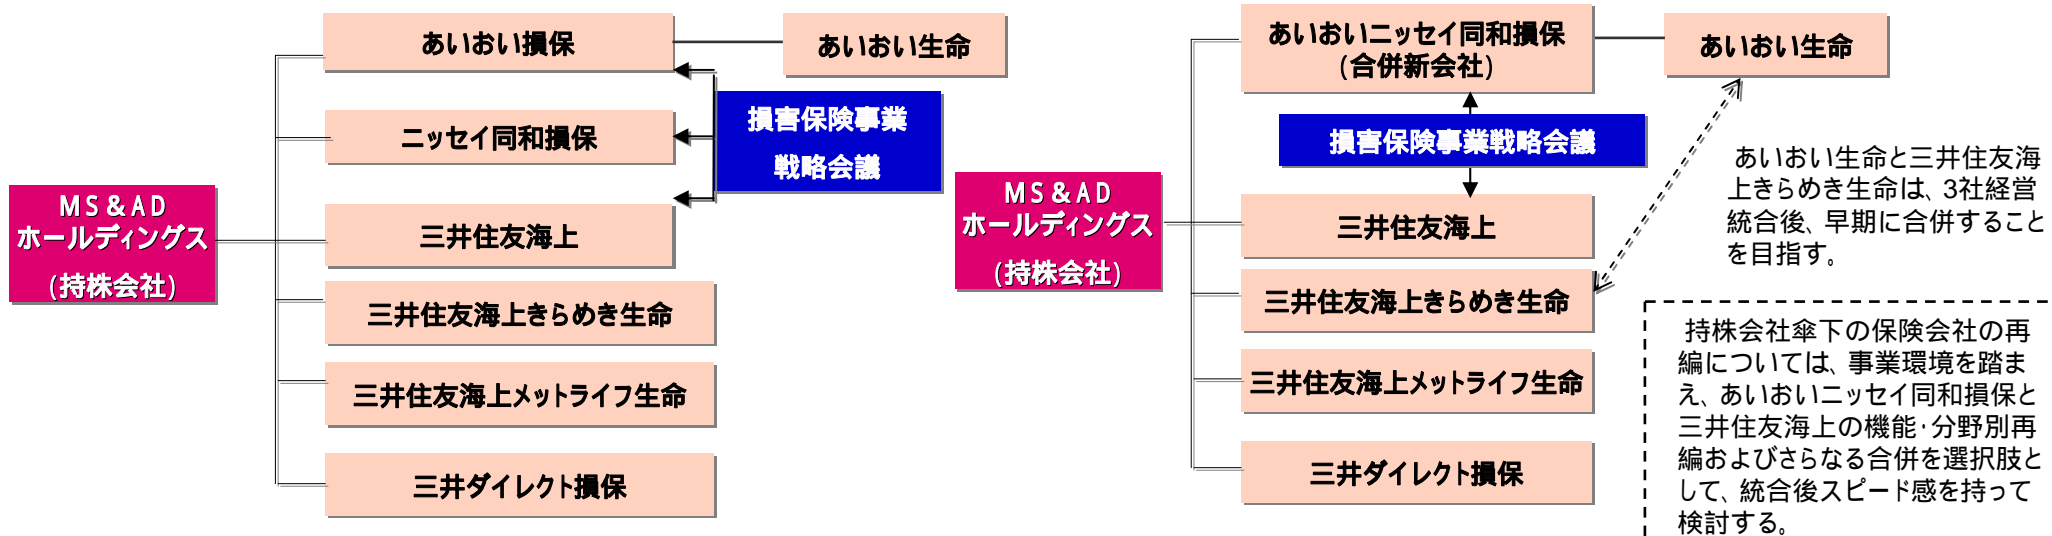 あいおい損保
あいおい生命
ニッセイ同和損保
損害保険事業
戦略会議
MS&AD
ホールディングス
(持株会社)
三井住友海上
三井住友海上きらめき生命
三井住友海上メットライフ生命
三井ダイレクト損保
あいおいニッセイ同和損保
(合併新会社)
あいおい生命
損害保険事業戦略会議
MS&AD
ホールディングス
(持株会社)
三井住友海上
三井住友海上きらめき生命
三井住友海上メットライフ生命
三井ダイレクト損保
あいおい生命と三井住友海
上きらめき生命は、3社経営
統合後、早期に合併すること
を目指す。
持株会社傘下の保険会社の再
編については、事業環境を踏ま
え、あいおいニッセイ同和損保と
三井住友海上の機能・分野別再
編およびさらなる合併を選択肢と
して、統合後スピード感を持って
検討する。